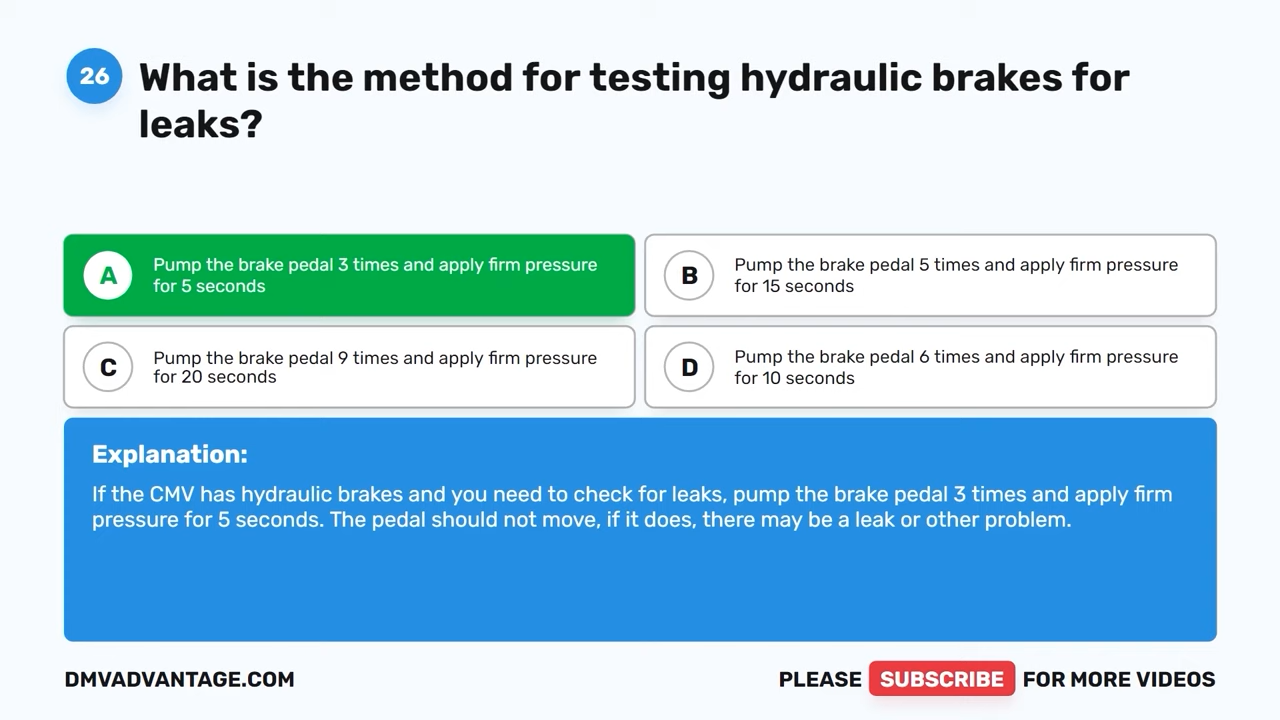 26
What is the method for testing hydraulic brakes for
leaks?
A
Pump the brake pedal 3 times and apply firm pressure
for 5 seconds
B
Pump the brake pedal 5 times and apply firm pressure
for 15 seconds
C
Pump the brake pedal 9 times and apply firm pressure
for 20 seconds
D
Pump the brake pedal 6 times and apply firm pressure
for 10 seconds
Explanation:
If the CMV has hydraulic brakes and you need to check for leaks, pump the brake pedal 3 times and apply firm
pressure for 5 seconds. The pedal should not move, if it does, there may be a leak or other problem.
DMVADVANTAGE.COM
PLEASE SUBSCRIBE FOR MORE VIDEOS